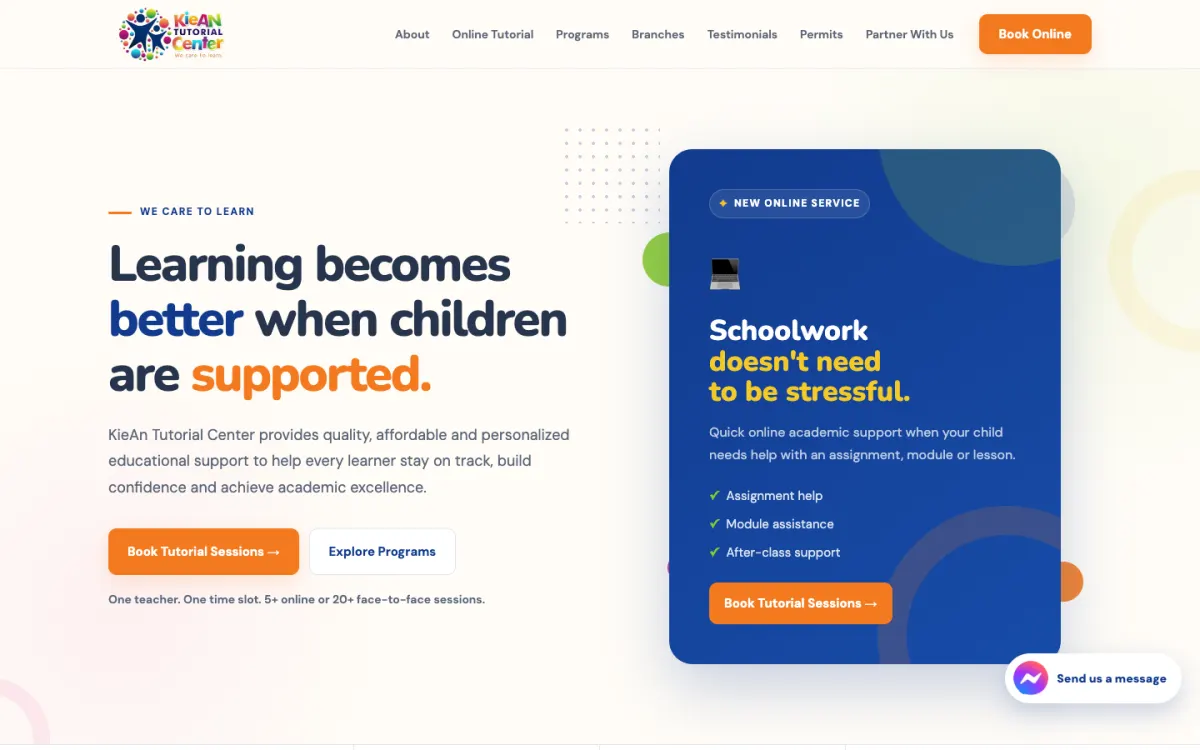 KieAN
TUTORIAL
Center
We care to learn
About
Online Tutorial
Programs
Branches
Testimonials
Permits
Partner With Us
Book Online
WE CARE TO LEARN
Learning becomes
better when children
are supported.
KieAn Tutorial Center provides quality, affordable and personalized
educational support to help every learner stay on track, build
confidence and achieve academic excellence.
Book Tutorial Sessions →
Explore Programs
One teacher. One time slot. 5+ online or 20+ face-to-face sessions.
✦ NEW ONLINE SERVICE
Schoolwork
doesn't need
to be stressful.
Quick online academic support when your child
needs help with an assignment, module or lesson.
✔ Assignment help
✔ Module assistance
✔ After-class support
Book Tutorial Sessions →
Send us a message